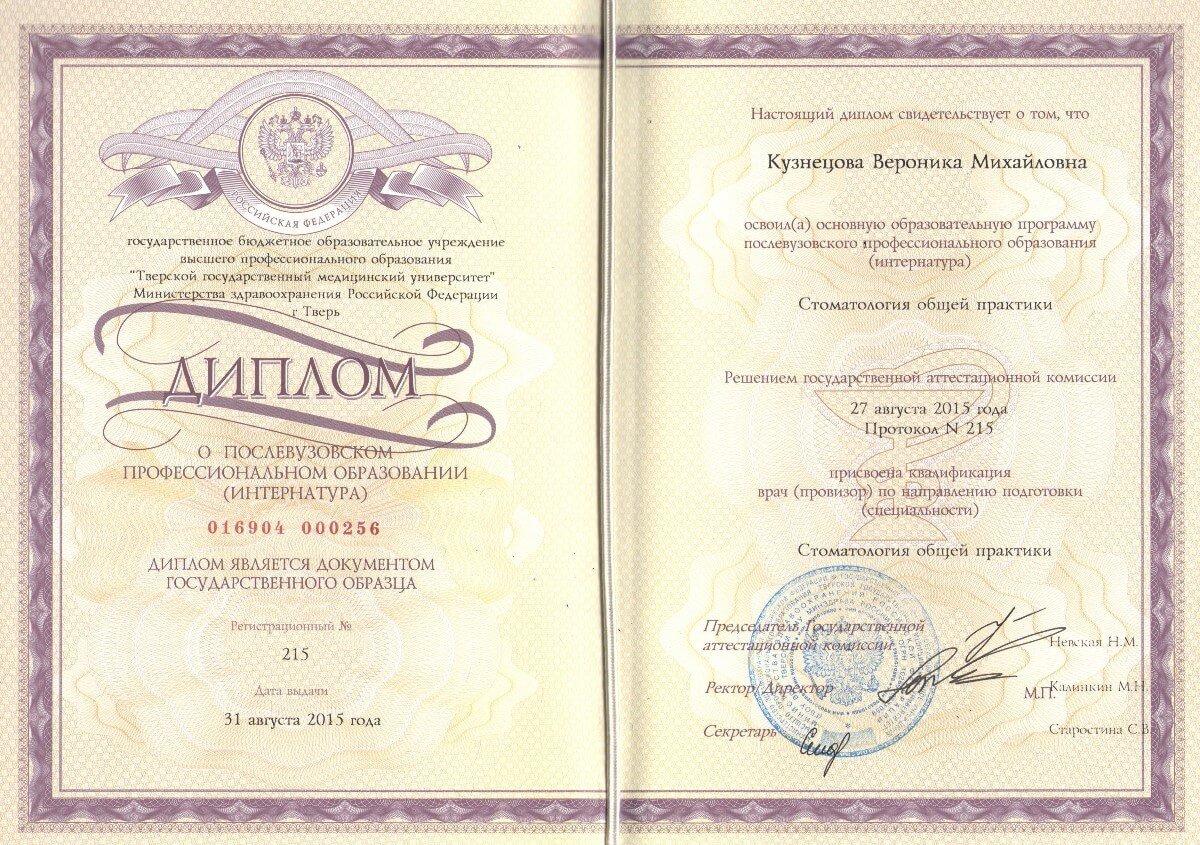 РОССИЙСКАЯ ФЕДЕРАЦИЯ
государственное бюджетное образовательное учреждение
высшего профессионального образования
"Тверской государственный медицинский университет"
Министерства здравоохранения Российской Федерации
г Тверь
ДИПЛОМ
О ПОСЛЕВУЗОВСКОМ
ПРОФЕССИОНАЛЬНОМ ОБРАЗОВАНИИ
(ИНТЕРНАТУРА)
016904 000256
ДИПЛОМ ЯВЛЯЕТСЯ ДОКУМЕНТОМ
ГОСУДАРСТВЕННОГО ОБРАЗЦА
Регистрационный №
215
Дата выдачи
31 августа 2015 года
Настоящий диплом свидетельствует о том, что
Кузнецова Вероника Михайловна
освоил(а) основную образовательную программу
послевузовского профессионального образования
(интернатура)
Стоматология общей практики
Решением государственной аттестационной комиссии
27 августа 2015 года
Протокол N 215
присвоена квалификация
врач (провизор) по направлению подготовки
(специальности)
Стоматология общей практики
Председатель Государственной
аттестационной комиссии
Невская Н.М.
Ректор/Директор
М.П.
Калинкин М.Н.
Секретарь
Старостина С.В.